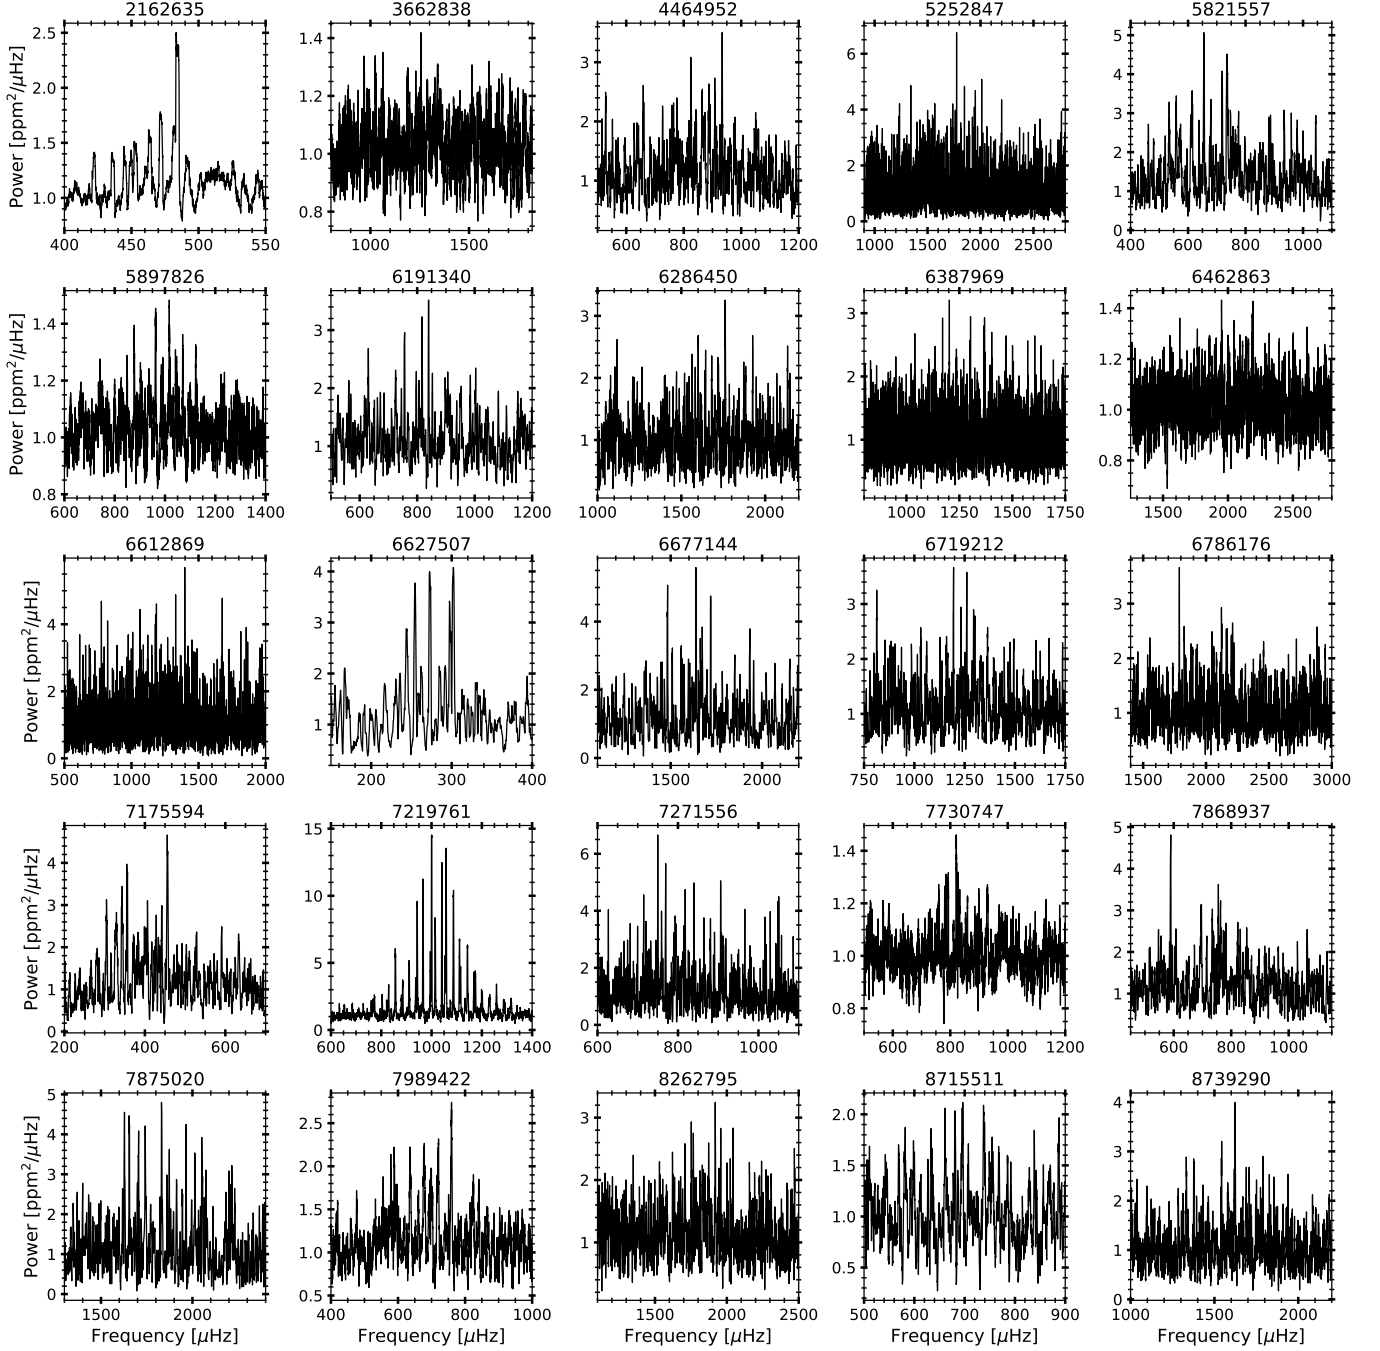 2162635 3662838 4464952 5252847 5821557
Power [ppm²/μHz]
2.5 2.0 1.5 1.0
1.4 1.2 1.0 0.8
3 2 1
6 4 2 0
5 4 3 2 1 0
400 450 500 550
1000 1500
600 800 1000 1200
1000 1500 2000 2500
400 600 800 1000
5897826 6191340 6286450 6387969 6462863
Power [ppm²/μHz]
1.4 1.2 1.0 0.8
3 2 1
3 2 1
3 2 1
1.4 1.2 1.0 0.8
600 800 1000 1200 1400
600 800 1000 1200
1000 1500 2000
1000 1250 1500 1750
1500 2000 2500
6612869 6627507 6677144 6719212 6786176
Power [ppm²/μHz]
4 2 0
4 3 2 1
4 2 0
3 2 1
3 2 1
500 1000 1500 2000
200 300 400
1500 2000
750 1000 1250 1500 1750
1500 2000 2500 3000
7175594 7219761 7271556 7730747 7868937
Power [ppm²/μHz]
4 3 2 1 0
15 10 5 0
6 4 2 0
1.4 1.2 1.0 0.8
5 4 3 2 1
200 400 600
600 800 1000 1200 1400
600 800 1000
600 800 1000 1200
600 800 1000
7875020 7989422 8262795 8715511 8739290
Power [ppm²/μHz]
5 4 3 2 1 0
2.5 2.0 1.5 1.0 0.5
3 2 1
2.0 1.5 1.0 0.5
4 3 2 1 0
1500 2000
400 600 800 1000
1500 2000 2500
500 600 700 800 900
1000 1500 2000
Frequency [μHz] Frequency [μHz] Frequency [μHz] Frequency [μHz] Frequency [μHz]